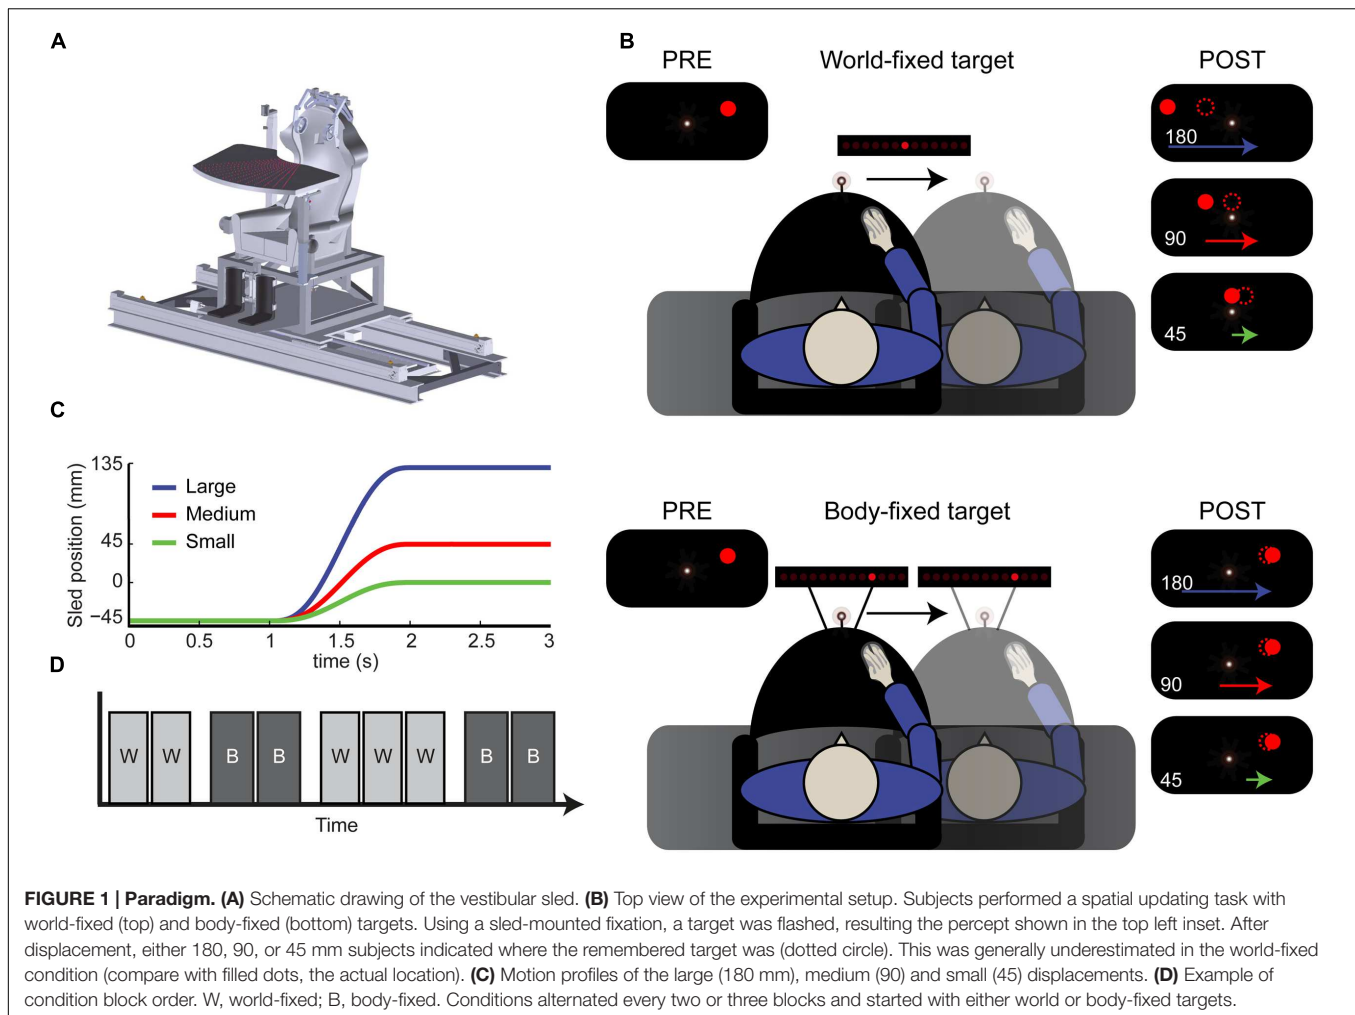 A
B
PRE
World-fixed target
POST
180
90
45
C
Sled position (mm)
135
45
0
−45
Large
Medium
Small
0 0.5 1 1.5 2 2.5 3
time (s)
PRE
Body-fixed target
POST
180
90
45
D
W W B B W W W B B
Time
FIGURE 1 | Paradigm. (A) Schematic drawing of the vestibular sled. (B) Top view of the experimental setup. Subjects performed a spatial updating task with
world-fixed (top) and body-fixed (bottom) targets. Using a sled-mounted fixation, a target was flashed, resulting the percept shown in the top left inset. After
displacement, either 180, 90, or 45 mm subjects indicated where the remembered target was (dotted circle). This was generally underestimated in the world-fixed
condition (compare with filled dots, the actual location). (C) Motion profiles of the large (180 mm), medium (90) and small (45) displacements. (D) Example of
condition block order. W, world-fixed; B, body-fixed. Conditions alternated every two or three blocks and started with either world or body-fixed targets.